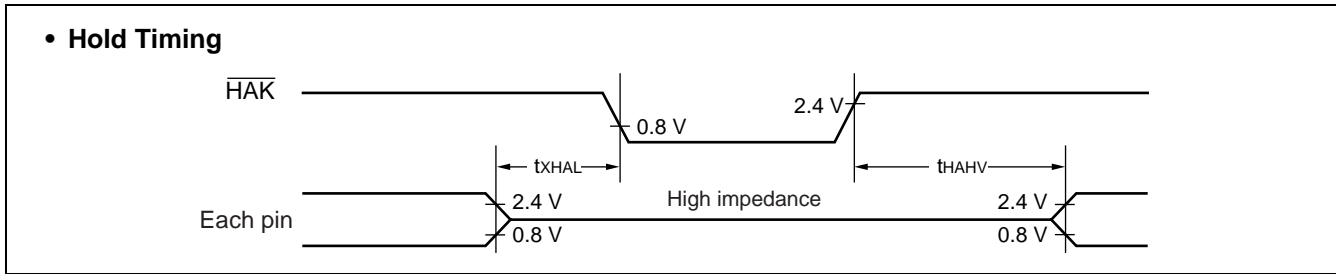 • Hold Timing
HAK
0.8 V
2.4 V
tXHAL
tHAHV
Each pin
2.4 V
0.8 V
High impedance
2.4 V
0.8 V